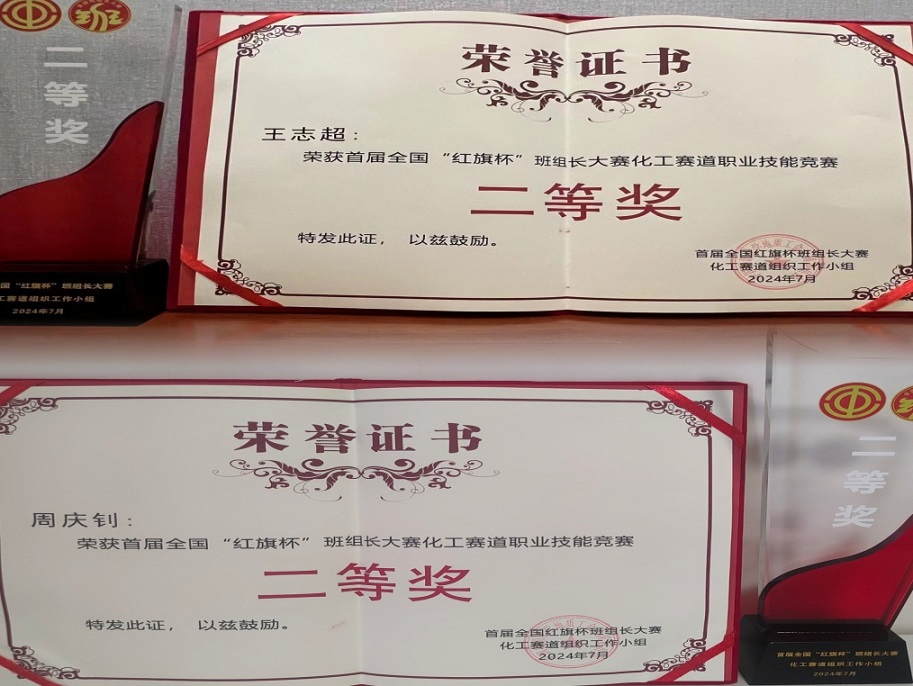 班
二等奖
全国“红旗杯”班组长大赛
工赛道组织工作小组
2024年7月
荣誉证书
王志超：
荣获首届全国“红旗杯”班组长大赛化工赛道职业技能竞赛
二等奖
特发此证， 以兹鼓励。
首届全国红旗杯班组长大赛
化工赛道组织工作小组
2024年7月
荣誉证书
周庆钊：
荣获首届全国“红旗杯”班组长大赛化工赛道职业技能竞赛
二等奖
特发此证， 以兹鼓励。
首届全国红旗杯班组长大赛
化工赛道组织工作小组
2024年7月
二等奖
首届全国“红旗杯”班组长大赛
化工赛道组织工作小组
2024年7月